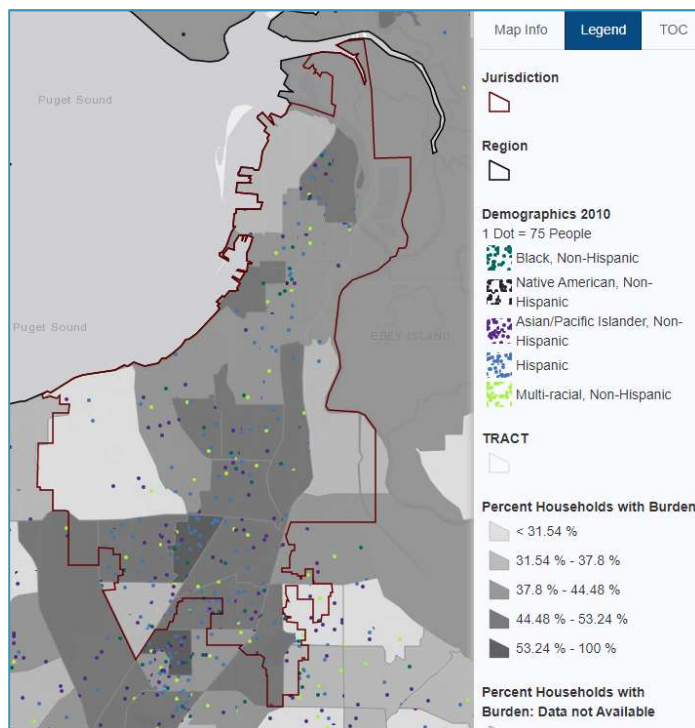 Puget Sound
Puget Sound
EBEY ISLAND
Map Info Legend TOC
Jurisdiction
Region
Demographics 2010
1 Dot = 75 People
Black, Non-Hispanic
Native American, Non-
Hispanic
Asian/Pacific Islander, Non-
Hispanic
Hispanic
Multi-racial, Non-Hispanic
TRACT
Percent Households with Burden
< 31.54 %
31.54 % - 37.8 %
37.8 % - 44.48 %
44.48 % - 53.24 %
53.24 % - 100 %
Percent Households with
Burden: Data not Available